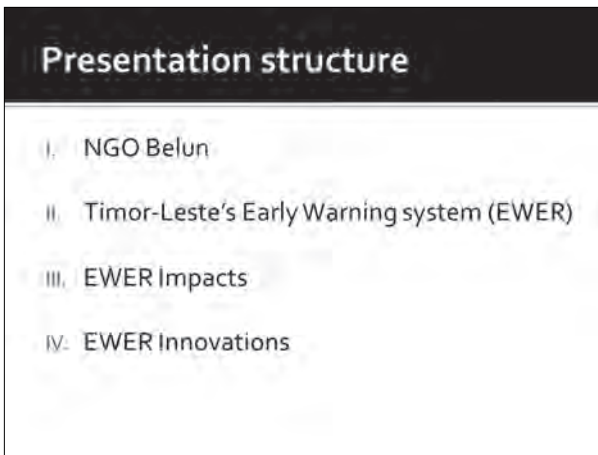 Presentation structure
I. NGO Belun
II. Timor-Leste's Early Warning system (EWER)
III. EWER Impacts
IV. EWER Innovations